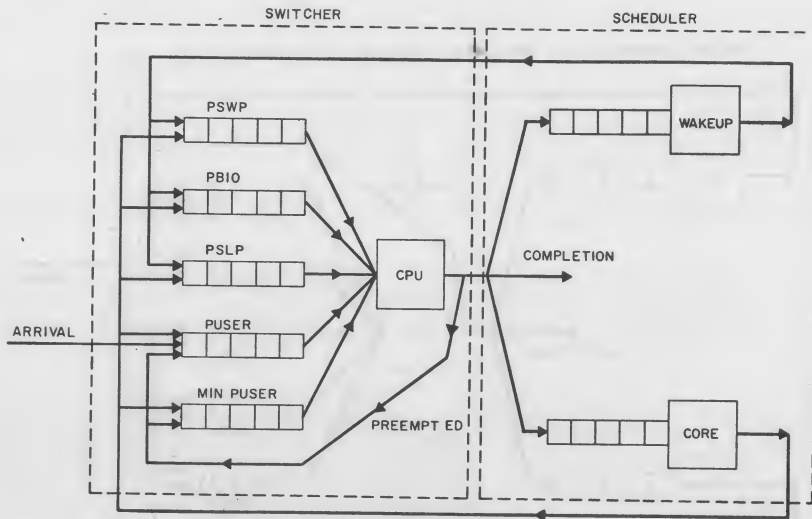 SWITCHER
SCHEDULER
PSWP
WAKEUP
PBIO
PSLP
CPU
COMPLETION
ARRIVAL
PUSER
MIN PUSER
PREEMPT ED
CORE